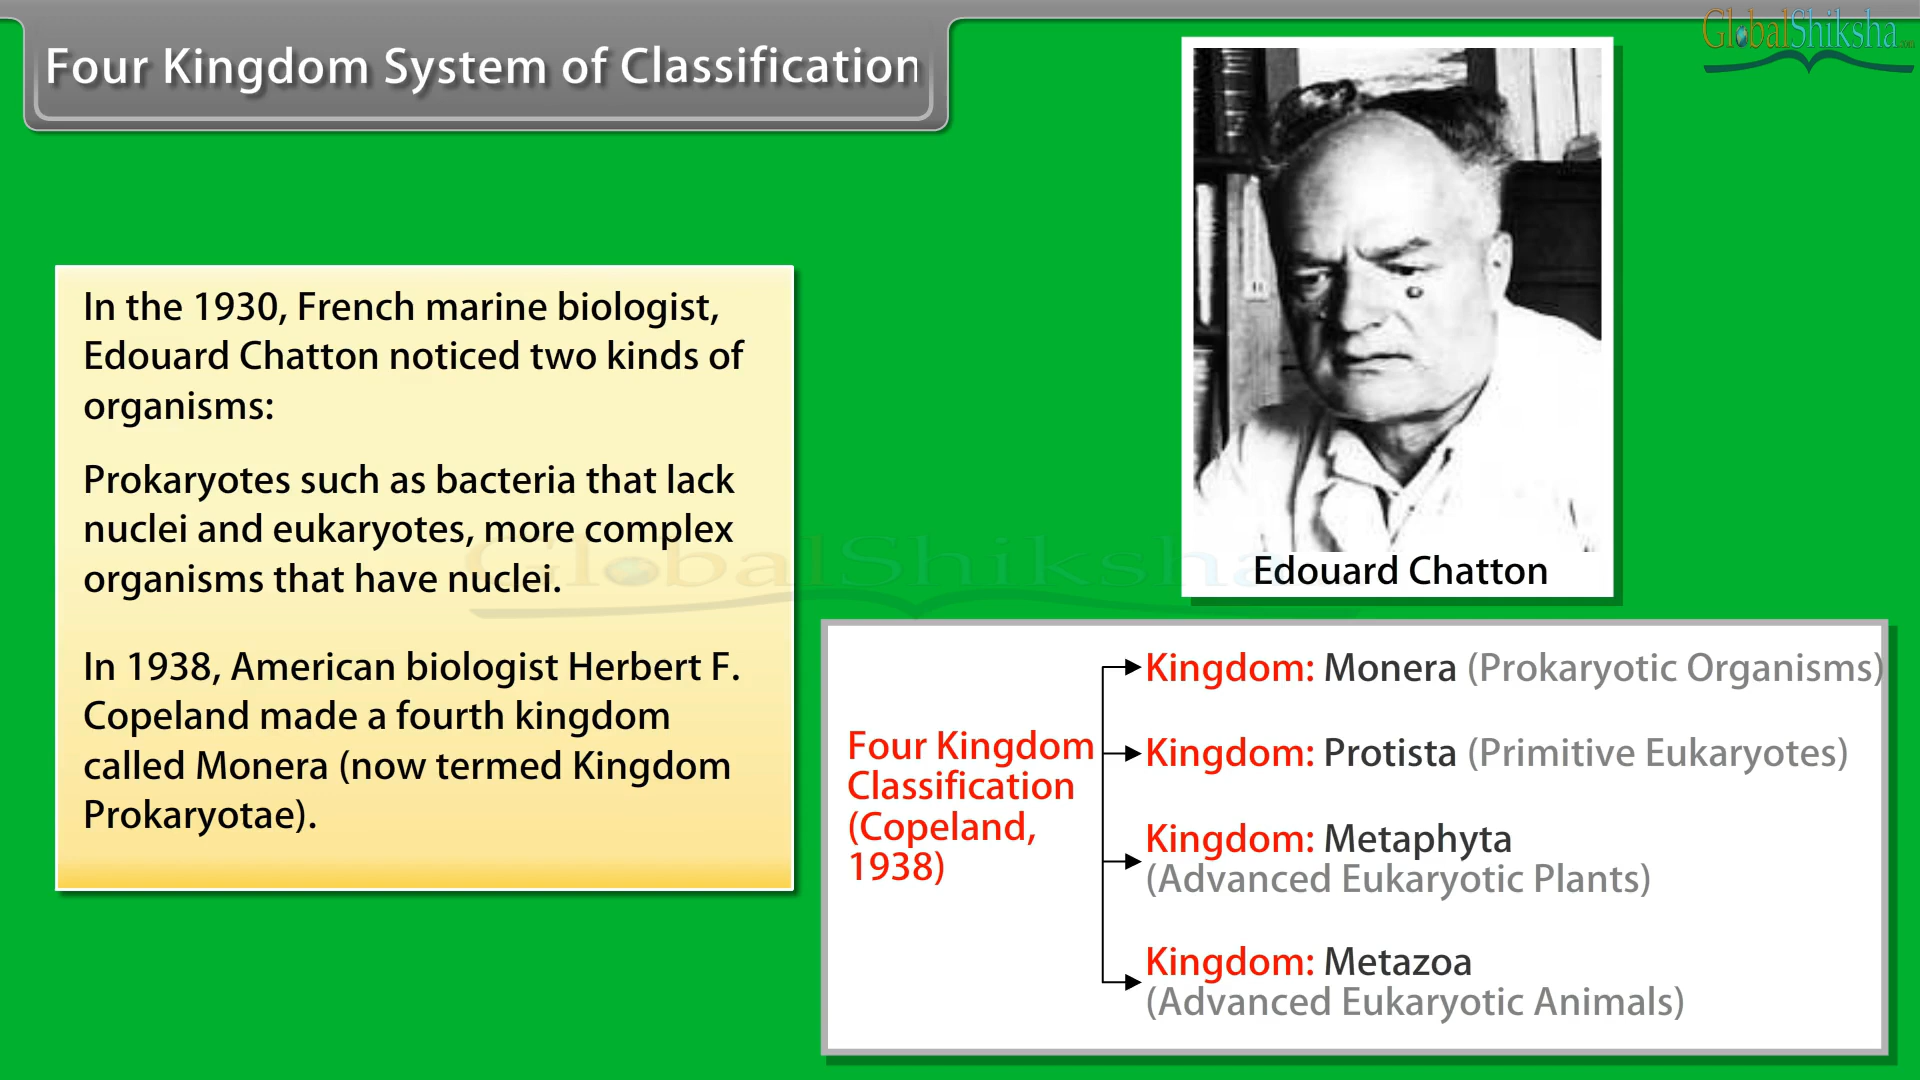 Four Kingdom System of Classification
GlobalShiksha.com
In the 1930, French marine biologist,
Edouard Chatton noticed two kinds of
organisms:
Prokaryotes such as bacteria that lack
nuclei and eukaryotes, more complex
organisms that have nuclei.
In 1938, American biologist Herbert F.
Copeland made a fourth kingdom
called Monera (now termed Kingdom
Prokaryotae).
GlobalShiksha
Edouard Chatton
Four Kingdom
Classification
(Copeland,
1938)
Kingdom: Monera (Prokaryotic Organisms)
Kingdom: Protista (Primitive Eukaryotes)
Kingdom: Metaphyta
(Advanced Eukaryotic Plants)
Kingdom: Metazoa
(Advanced Eukaryotic Animals)